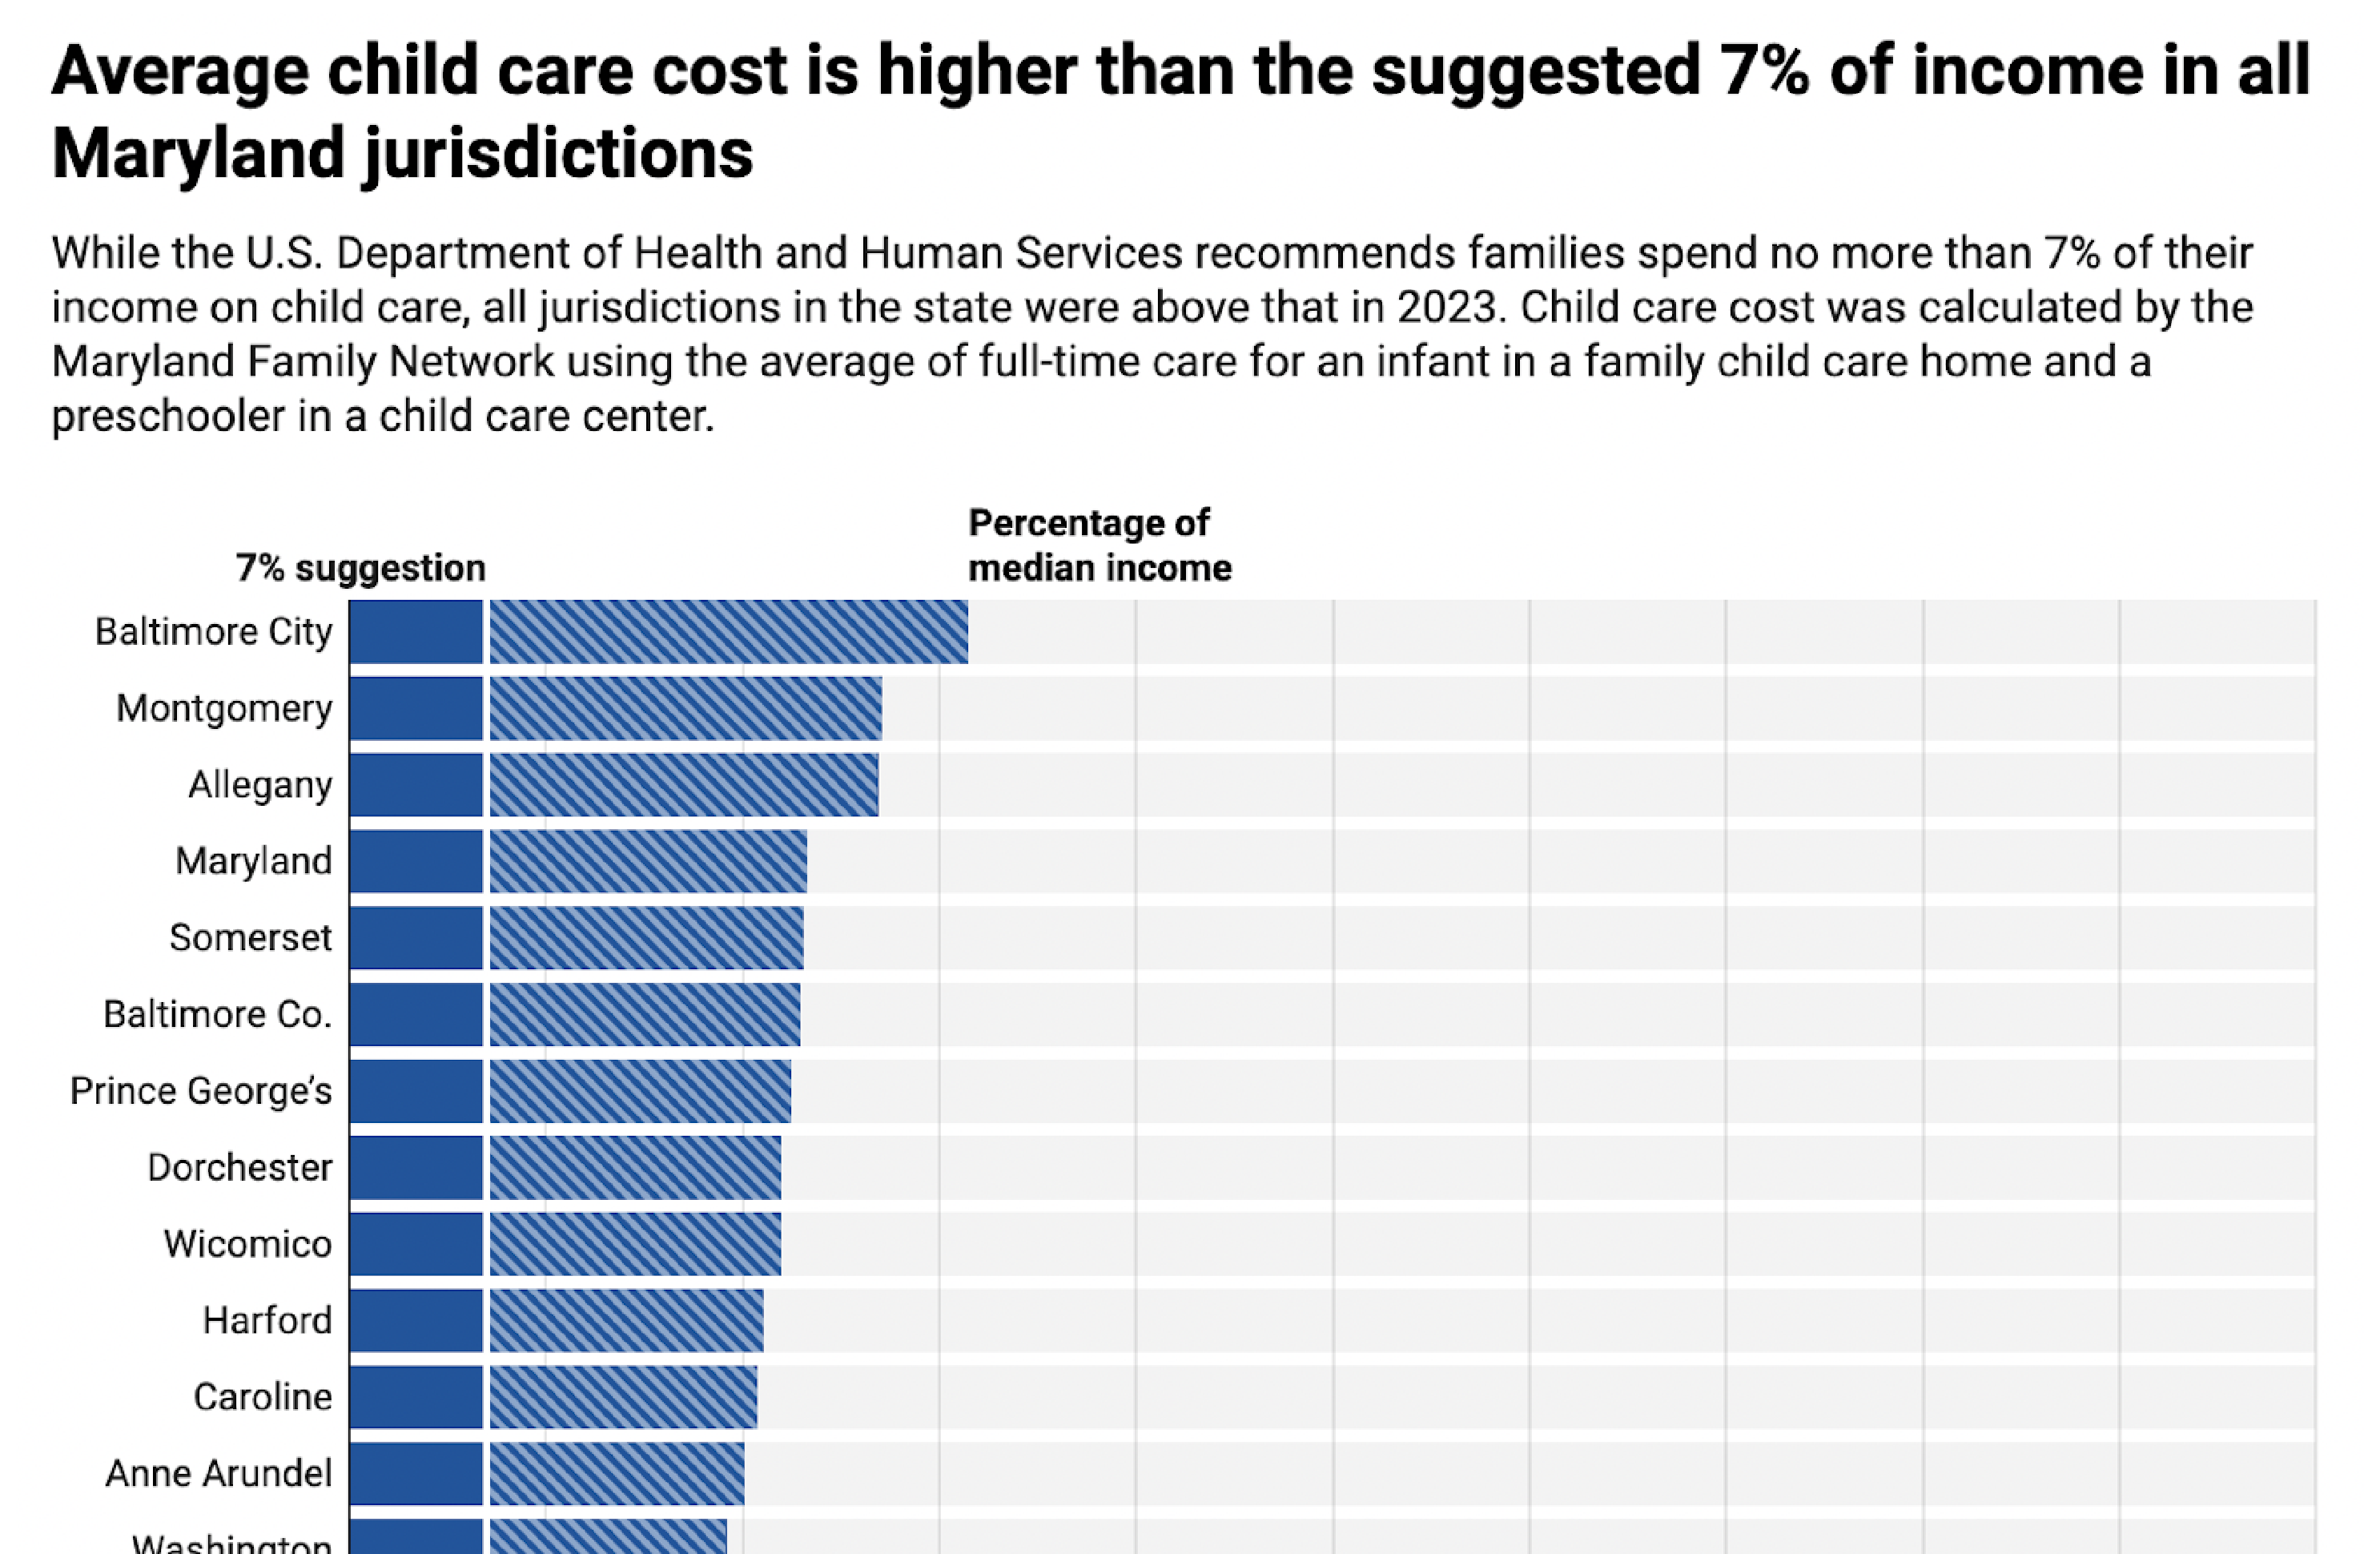 Average child care cost is higher than the suggested 7% of income in all
Maryland jurisdictions
While the U.S. Department of Health and Human Services recommends families spend no more than 7% of their
income on child care, all jurisdictions in the state were above that in 2023. Child care cost was calculated by the
Maryland Family Network using the average of full-time care for an infant in a family child care home and a
preschooler in a child care center.
Percentage of
median income
7% suggestion
Baltimore City
Montgomery
Allegany
Maryland
Somerset
Baltimore Co.
Prince George’s
Dorchester
Wicomico
Harford
Caroline
Anne Arundel
Washington